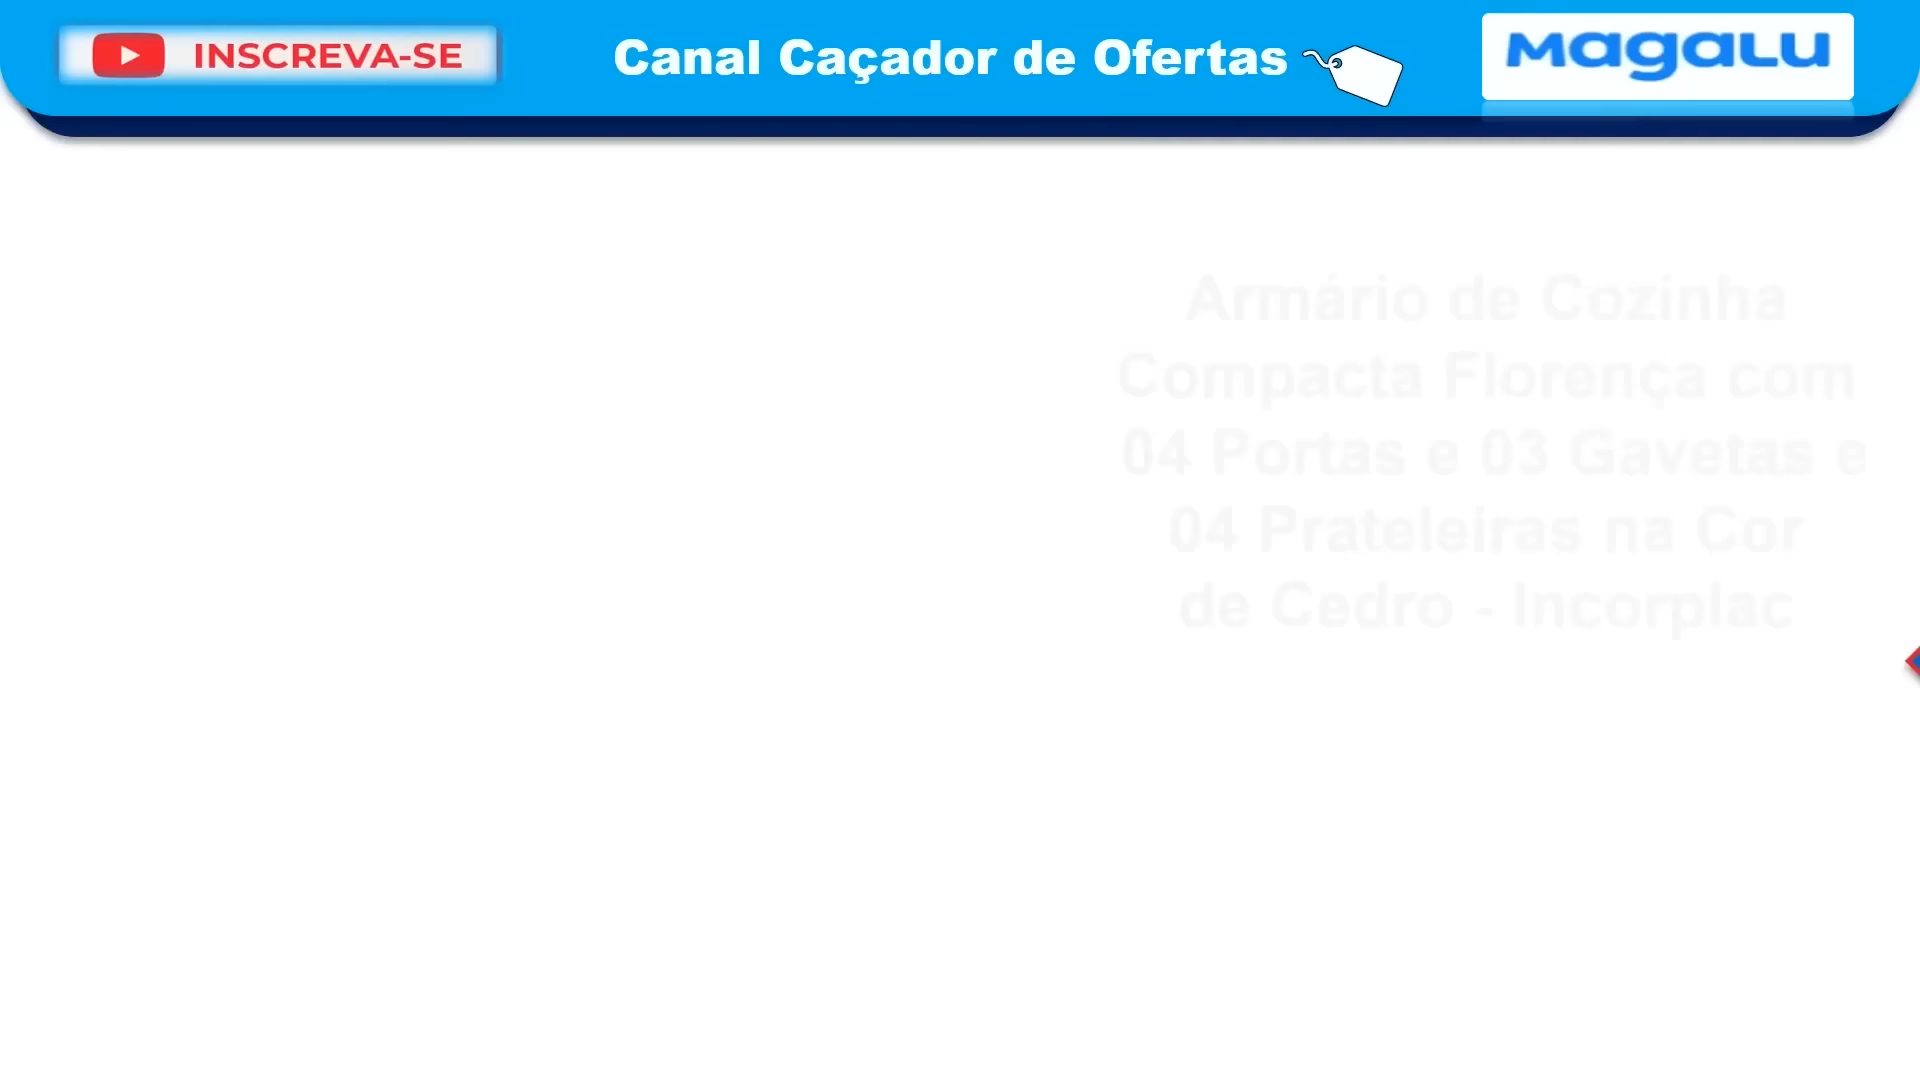 INSCREVA-SE
Canal Caçador de Ofertas
Magalu
Armário de Cozinha
Compacta Florença com
04 Portas e 03 Gavetas e
04 Prateleiras na Cor
de Cedro - Incorplac